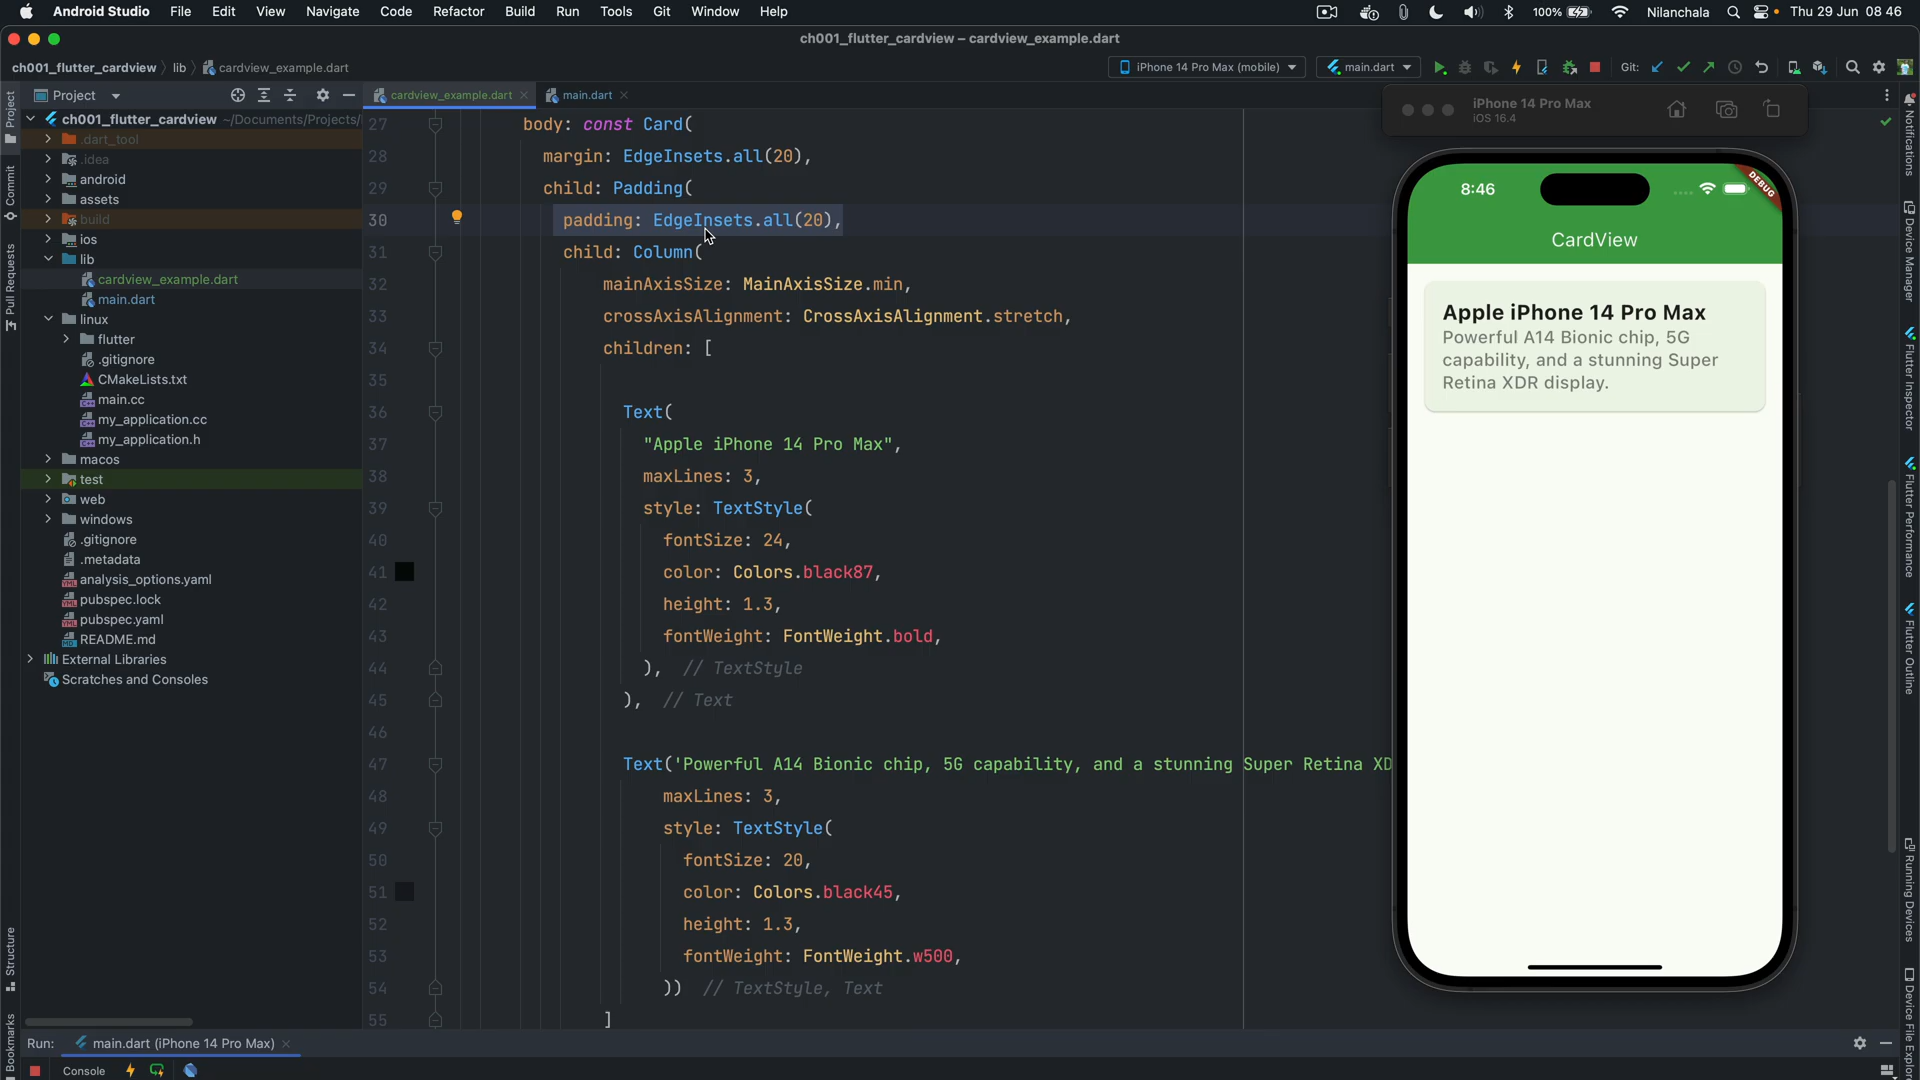 Android Studio File Edit View Navigate Code Refactor Build Run Tools Git Window Help 100% Nilanchala Thu 29 Jun 08 46
ch001_flutter_cardview – cardview_example.dart
ch001_flutter_cardview lib cardview_example.dart iPhone 14 Pro Max (mobile) main.dart Git:
Project cardview_example.dart main.dart
ch001_flutter_cardview ~/Documents/Projects/
.dart_tool
.idea
android
assets
build
ios
lib
cardview_example.dart
main.dart
linux
flutter
.gitignore
CMakeLists.txt
main.cc
my_application.cc
my_application.h
macos
test
web
windows
.gitignore
.metadata
analysis_options.yaml
pubspec.lock
pubspec.yaml
README.md
External Libraries
Scratches and Consoles
Project
Commit
Pull Requests
Structure
Bookmarks
27 body: const Card(
28 margin: EdgeInsets.all(20),
29 child: Padding(
30 padding: EdgeInsets.all(20),
31 child: Column(
32 mainAxisSize: MainAxisSize.min,
33 crossAxisAlignment: CrossAxisAlignment.stretch,
34 children: [
35
36 Text(
37 "Apple iPhone 14 Pro Max",
38 maxLines: 3,
39 style: TextStyle(
40 fontSize: 24,
41 color: Colors.black87,
42 height: 1.3,
43 fontWeight: FontWeight.bold,
44 ), // TextStyle
45 ), // Text
46
47 Text('Powerful A14 Bionic chip, 5G capability, and a stunning Super Retina XD
48 maxLines: 3,
49 style: TextStyle(
50 fontSize: 20,
51 color: Colors.black45,
52 height: 1.3,
53 fontWeight: FontWeight.w500,
54 )) // TextStyle, Text
55 ]
iPhone 14 Pro Max
iOS 16.4
8:46
DEBUG
CardView
Apple iPhone 14 Pro Max
Powerful A14 Bionic chip, 5G
capability, and a stunning Super
Retina XDR display.
Notifications
Device Manager
Flutter Inspector
Flutter Performance
Flutter Outline
Running Devices
Device File Explorer
Run: main.dart (iPhone 14 Pro Max)
Console